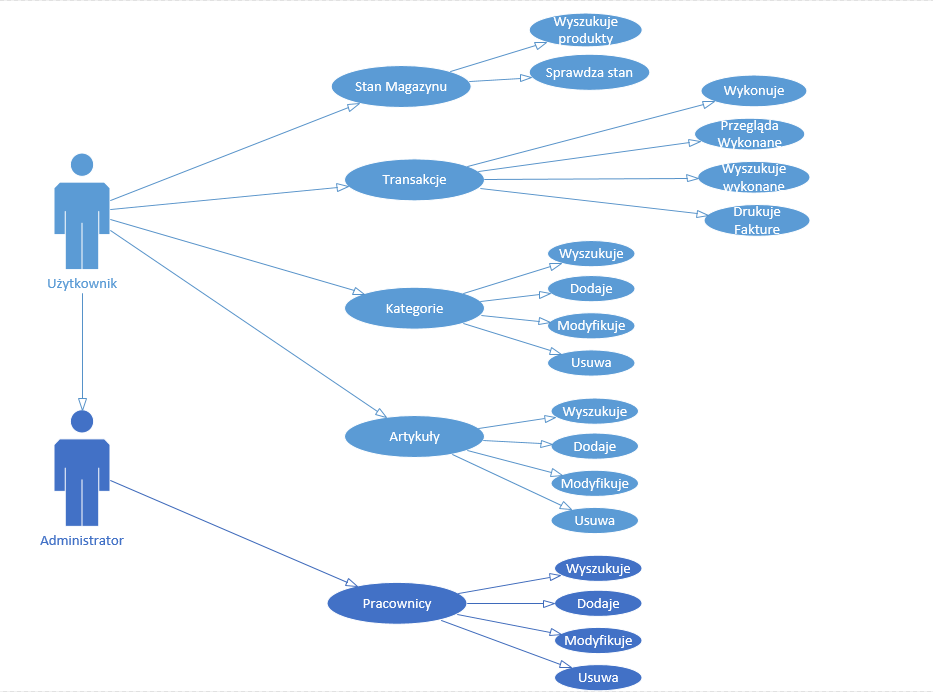 Wyszukuje
produkty
Sprawdza stan
Stan Magazynu
Wykonuje
Przegląda
Wykonane
Transakcje
Wyszukuje
wykonane
Drukuje
Fakture
Użytkownik
Wyszukuje
Dodaje
Kategorie
Modyfikuje
Usuwa
Wyszukuje
Artykuły
Dodaje
Modyfikuje
Usuwa
Administrator
Wyszukuje
Pracownicy
Dodaje
Modyfikuje
Usuwa